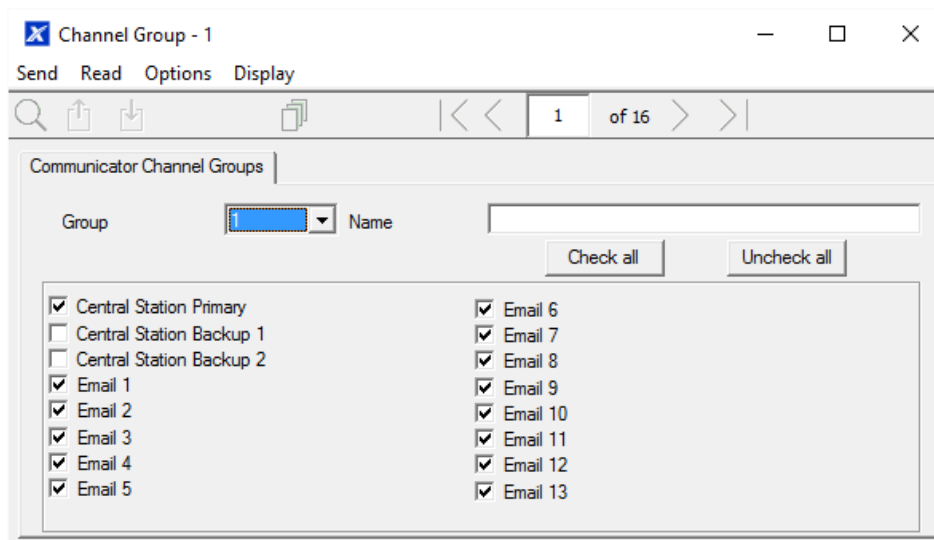 Channel Group - 1
Send Read Options Display
1 of 16
Communicator Channel Groups
Group 1 Name
Check all Uncheck all
Central Station Primary
Central Station Backup 1
Central Station Backup 2
Email 1
Email 2
Email 3
Email 4
Email 5
Email 6
Email 7
Email 8
Email 9
Email 10
Email 11
Email 12
Email 13